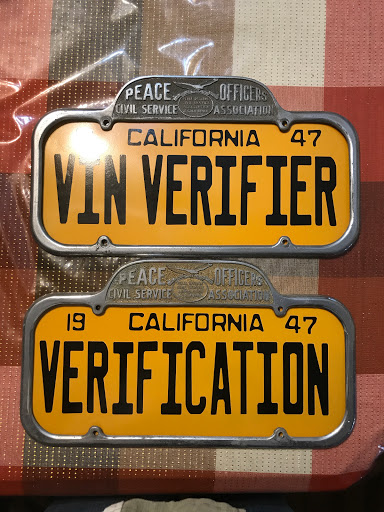 PEACE OFFICERS
CIVIL SERVICE ASSOCIATION
CALIFORNIA 47
VIN VERIFIER
PEACE OFFICERS
CIVIL SERVICE ASSOCIATION
19 CALIFORNIA 47
VERIFICATION